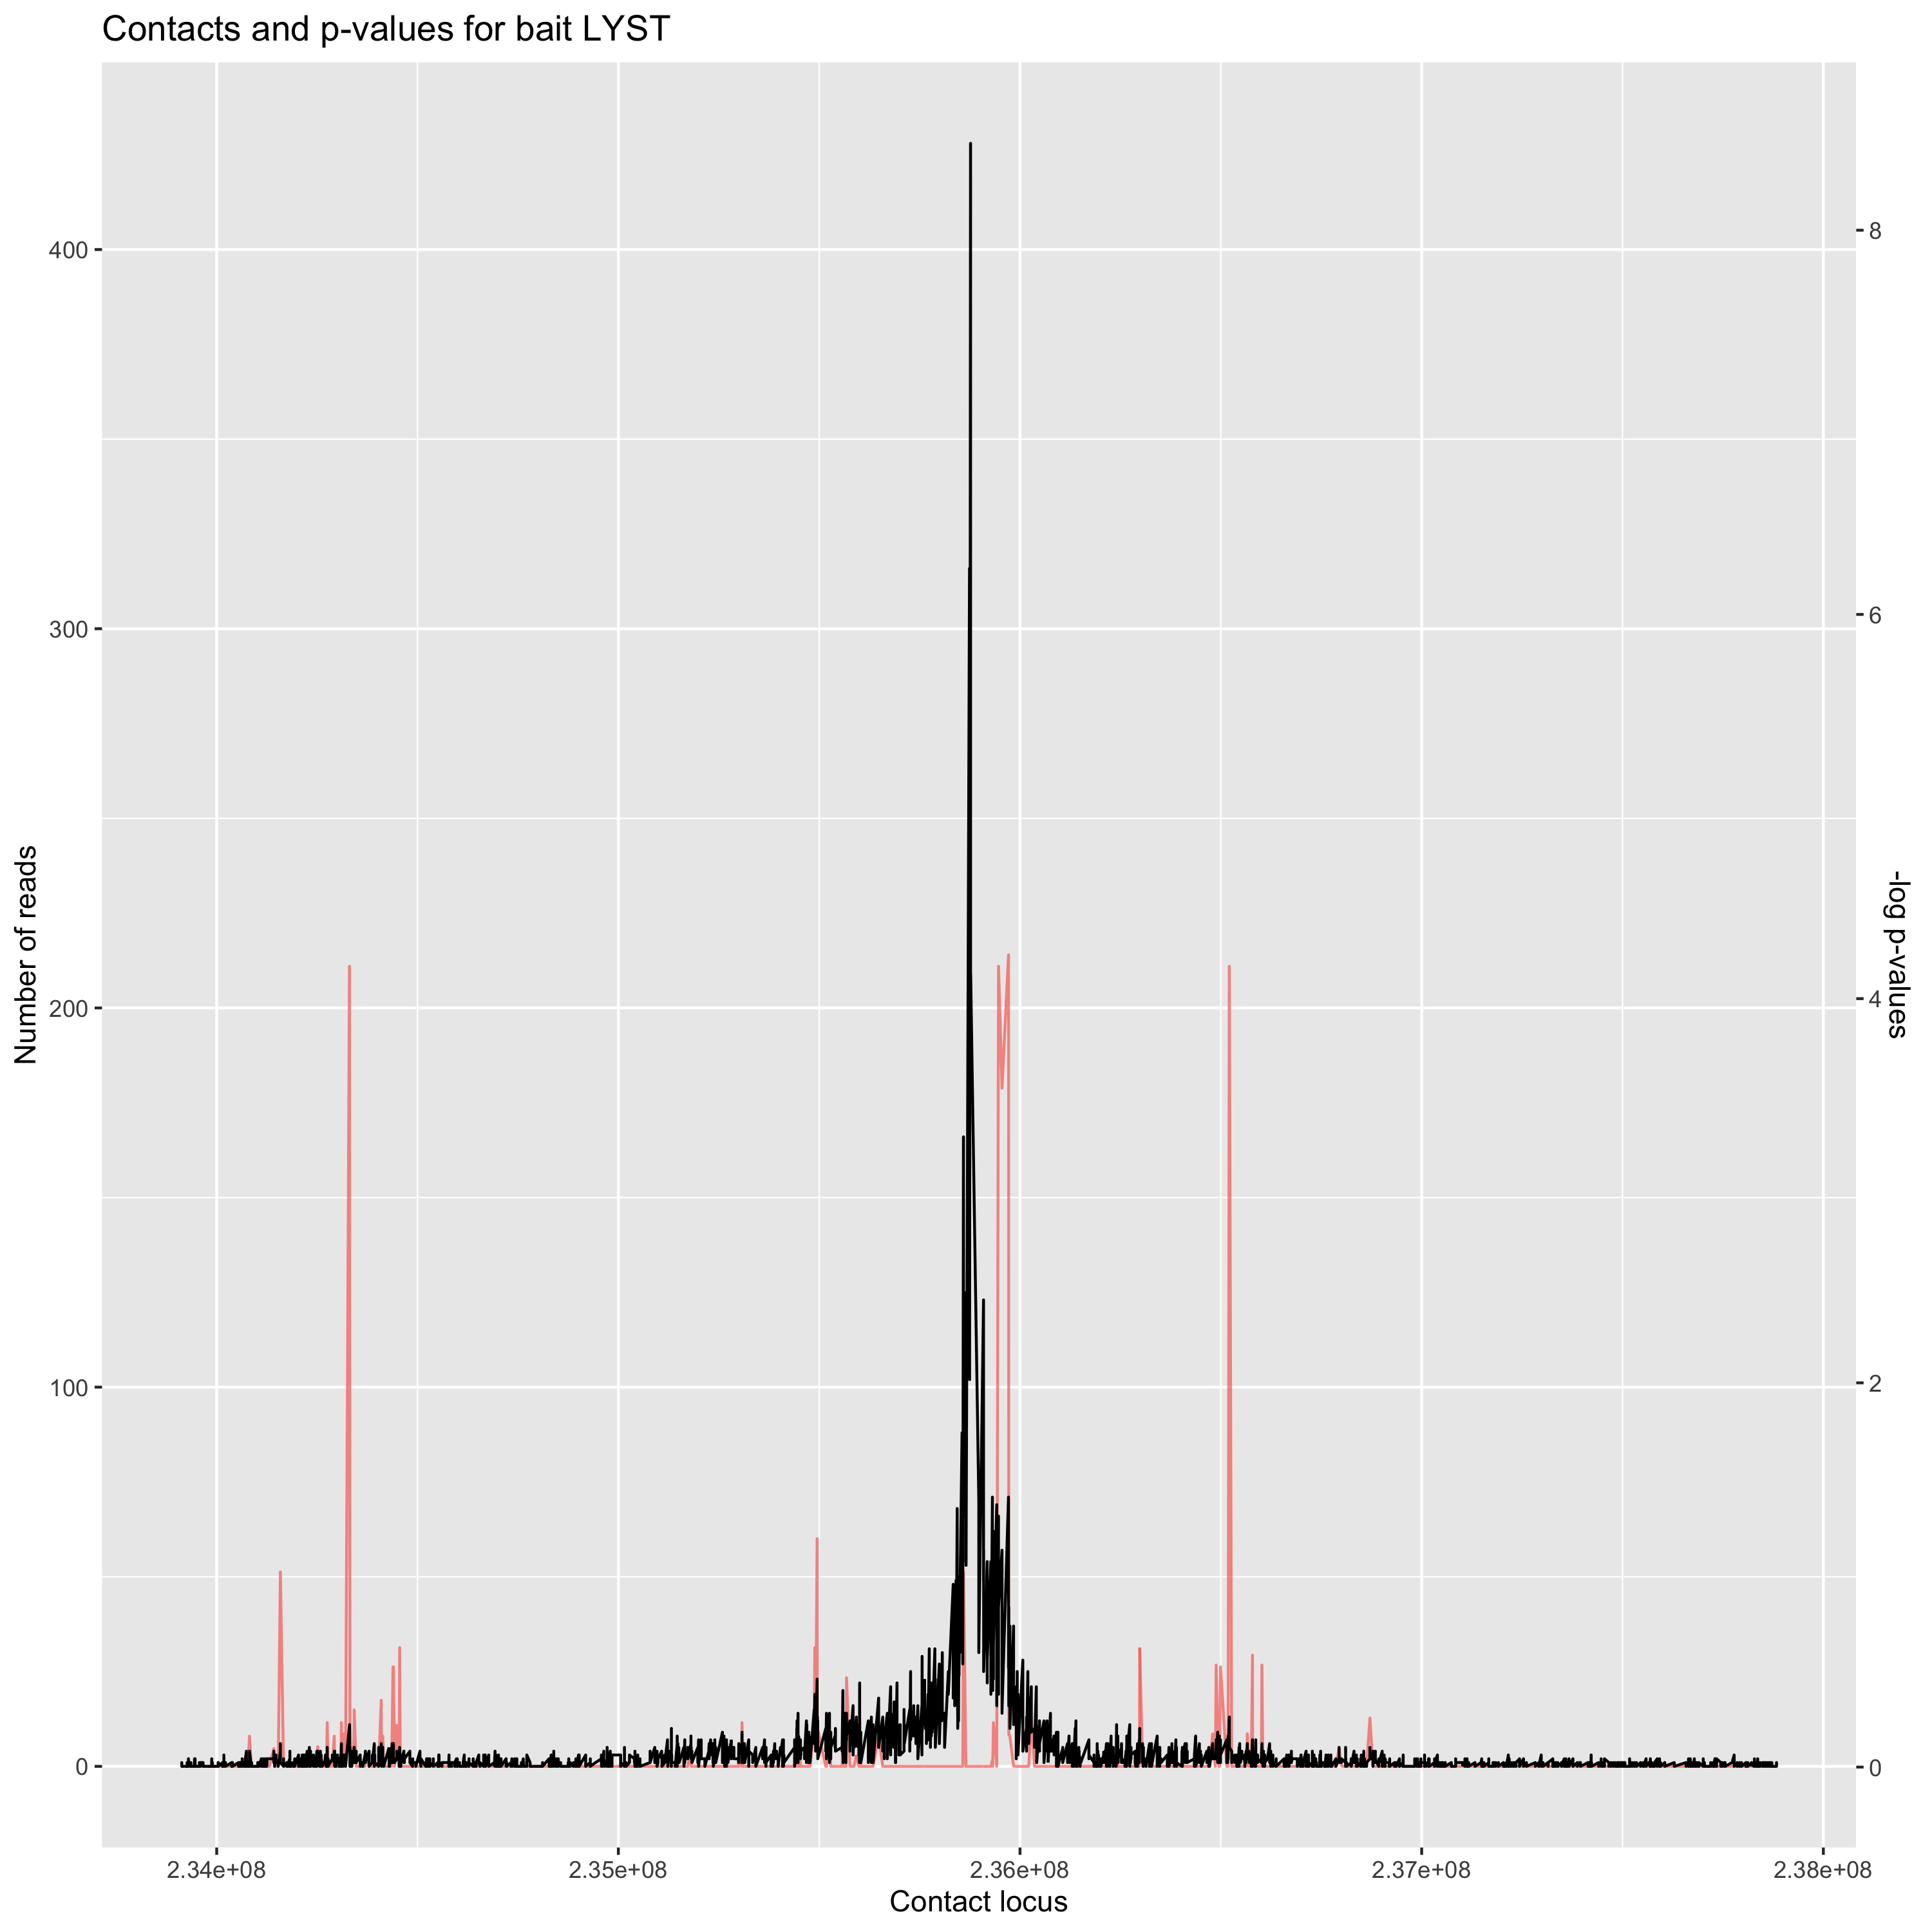 Contacts and p-values for bait LYST
Number of reads
400
300
200
100
0
8
6
4
2
0
-log p-values
2.34e+08 2.35e+08 2.36e+08 2.37e+08 2.38e+08
Contact locus